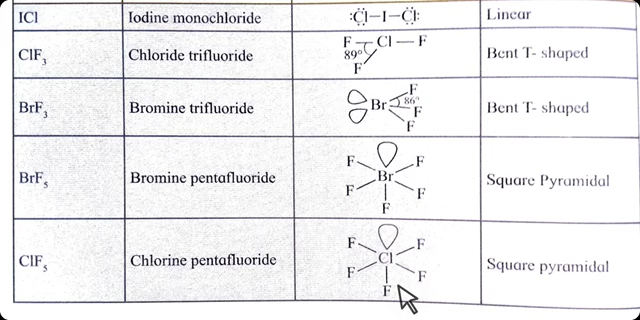 ICl Iodine monochloride :C̈l–I–C̈l: Linear
ClF₃ Chloride trifluoride F Cl — F 89° F Bent T- shaped
BrF₃ Bromine trifluoride Br F 86° F F Bent T- shaped
BrF₅ Bromine pentafluoride F F Br F F F Square Pyramidal
ClF₅ Chlorine pentafluoride F F Cl F F F Square pyramidal